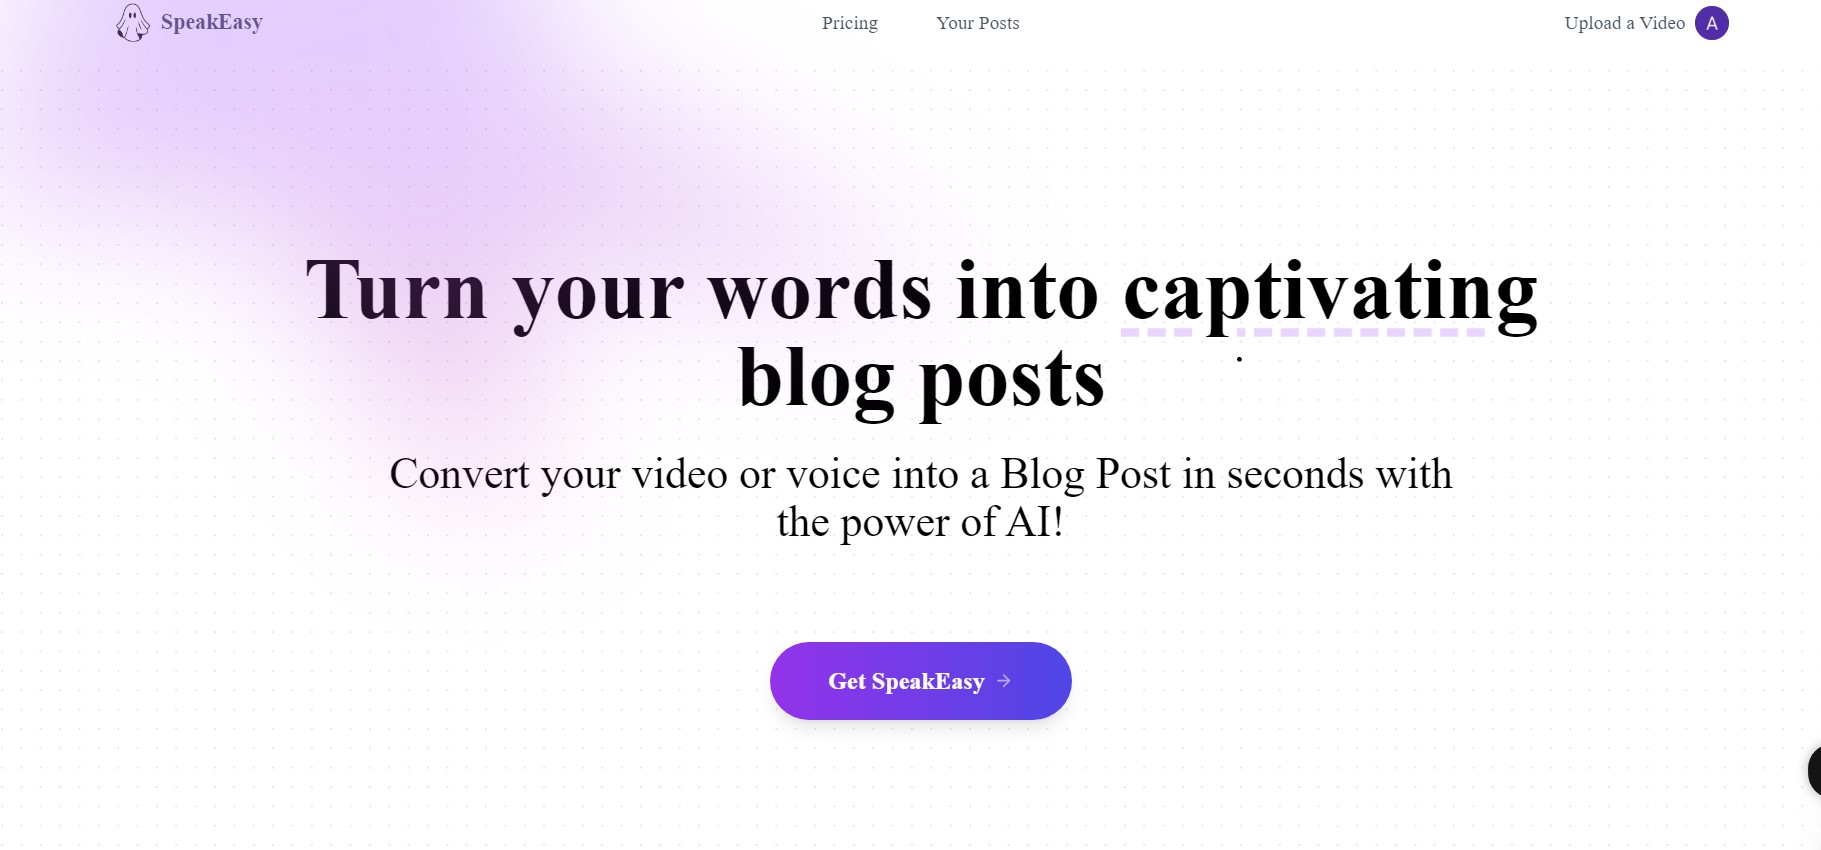 SpeakEasy
Pricing
Your Posts
Upload a Video
A
Turn your words into captivating
blog posts
Convert your video or voice into a Blog Post in seconds with
the power of AI!
Get SpeakEasy →